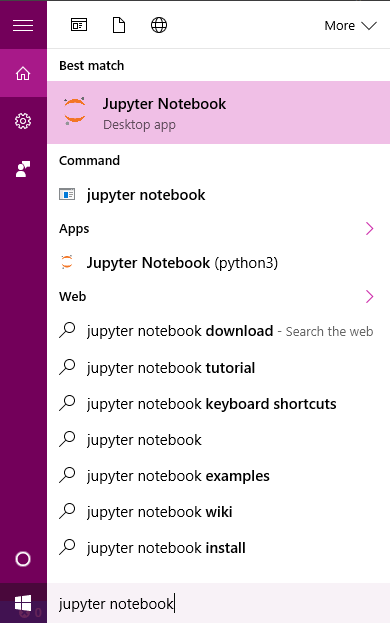 More
Best match
Jupyter Notebook
Desktop app
Command
jupyter notebook
Apps
Jupyter Notebook (python3)
Web
jupyter notebook download - Search the web
jupyter notebook tutorial
jupyter notebook keyboard shortcuts
jupyter notebook
jupyter notebook examples
jupyter notebook wiki
jupyter notebook install
jupyter notebook
0